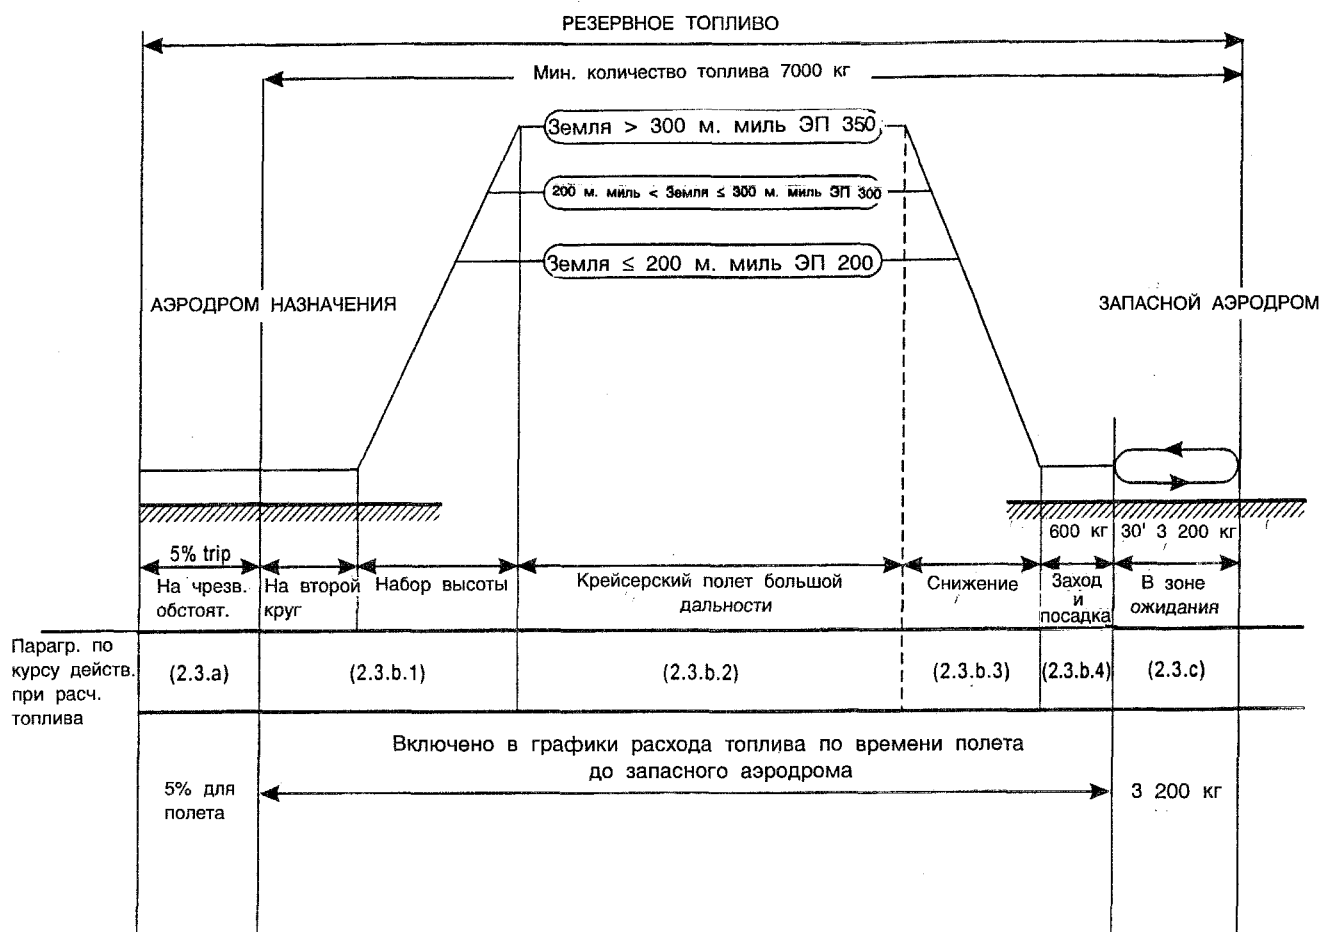 РЕЗЕРВНОЕ ТОПЛИВО
Мин. количество топлива 7000 кг
Земля > 300 м. миль ЭП 350
200 м. миль < Земля ≤ 300 м. миль ЭП 300
Земля ≤ 200 м. миль ЭП 200
АЭРОДРОМ НАЗНАЧЕНИЯ
ЗАПАСНОЙ АЭРОДРОМ
600 кг
30' 3 200 кг
5% trip
На чрезв.
обстоят.
На второй
круг
Набор высоты
Крейсерский полет большой
дальности
Снижение
Заход
и
посадка
В зоне
ожидания
Парагр. по
курсу действ.
при расч.
топлива
(2.3.a)
(2.3.b.1)
(2.3.b.2)
(2.3.b.3)
(2.3.b.4)
(2.3.c)
Включено в графики расхода топлива по времени полета
до запасного аэродрома
5% для
полета
3 200 кг